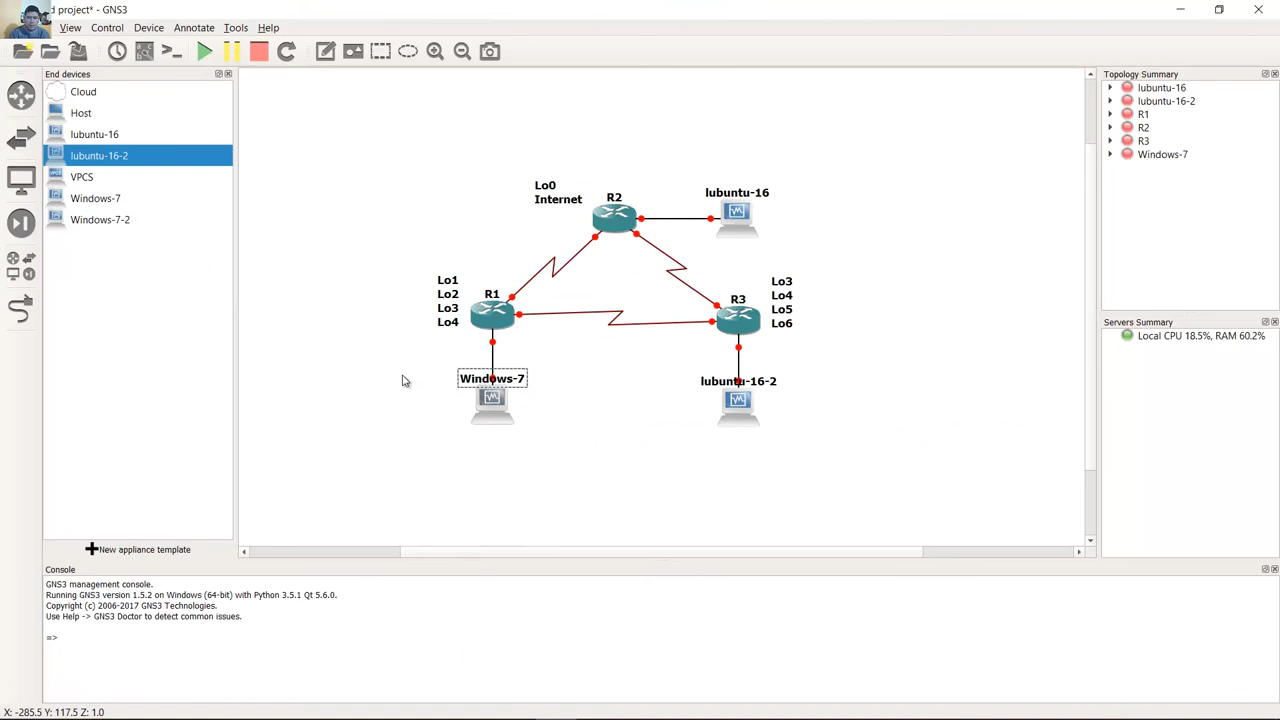 d project* - GNS3
View Control Device Annotate Tools Help
End devices
Cloud
Host
lubuntu-16
lubuntu-16-2
VPCS
Windows-7
Windows-7-2
New appliance template
Lo0
Internet
R2
lubuntu-16
Lo1
Lo2
Lo3
Lo4
R1
R3
Lo3
Lo4
Lo5
Lo6
Windows-7
lubuntu-16-2
Topology Summary
lubuntu-16
lubuntu-16-2
R1
R2
R3
Windows-7
Servers Summary
Local CPU 18.5%, RAM 60.2%
Console
GNS3 management console.
Running GNS3 version 1.5.2 on Windows (64-bit) with Python 3.5.1 Qt 5.6.0.
Copyright (c) 2006-2017 GNS3 Technologies.
Use Help -> GNS3 Doctor to detect common issues.
=>
X: -285.5 Y: 117.5 Z: 1.0